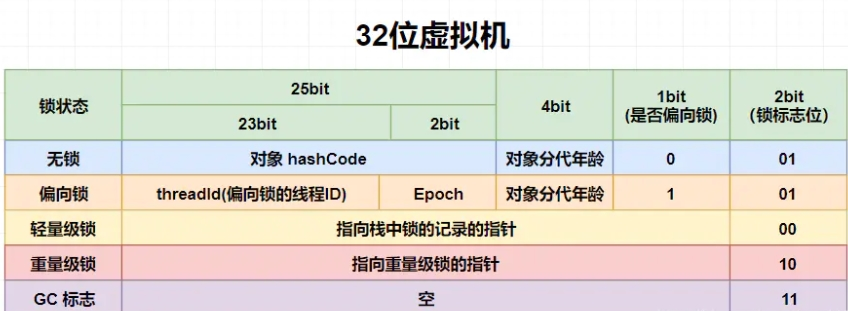 32位虚拟机
锁状态 25bit 4bit 1bit (是否偏向锁) 2bit (锁标志位)
23bit 2bit
无锁 对象 hashCode 对象分代年龄 0 01
偏向锁 threadId(偏向锁的线程ID) Epoch 对象分代年龄 1 01
轻量级锁 指向栈中锁的记录的指针 00
重量级锁 指向重量级锁的指针 10
GC 标志 空 11